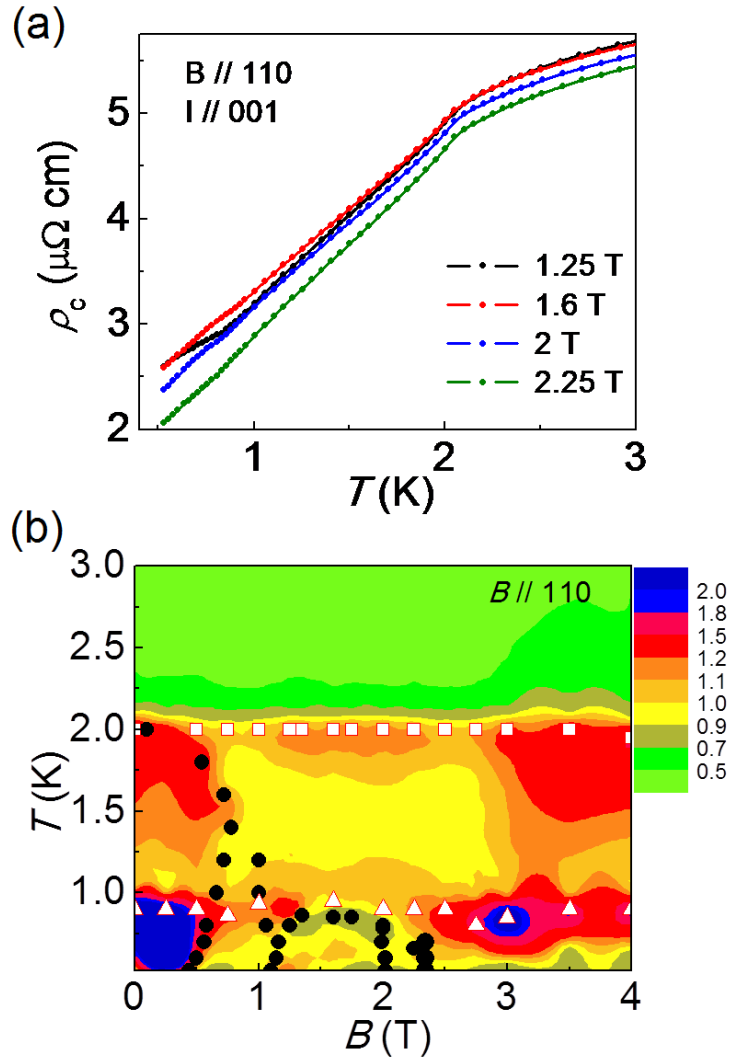 (a)
B // 110
I // 001
5
4
3
2
ρc (μΩ cm)
1.25 T
1.6 T
2 T
2.25 T
1 2 3
T (K)
(b)
B // 110
3.0
2.5
2.0
1.5
1.0
T (K)
2.0
1.8
1.5
1.2
1.1
1.0
0.9
0.7
0.5
0 1 2 3 4
B (T)